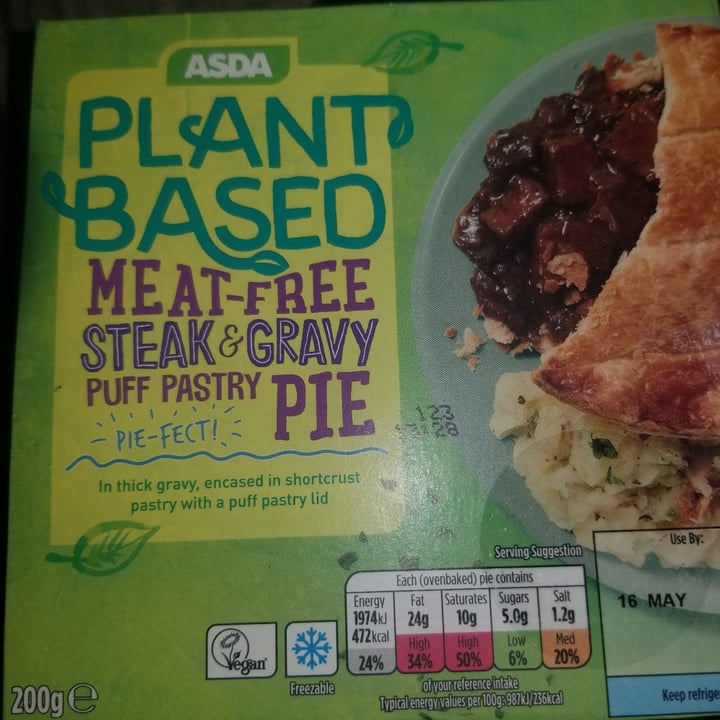 ASDA
PLANT
BASED
MEAT-FREE
STEAK & GRAVY
PUFF PASTRY PIE
PIE-FECT!
In thick gravy, encased in shortcrust
pastry with a puff pastry lid
123
13:28
Serving Suggestion
Each (ovenbaked) pie contains
Energy Fat Saturates Sugars Salt
1974kJ 24g 10g 5.0g 1.2g
472kcal High High Low Med
24% 34% 50% 6% 20%
of your reference intake
Typical energy values per 100g: 987kJ/236kcal
Vegan
Freezable
200g e
Use By:
16 MAY
Keep refrige